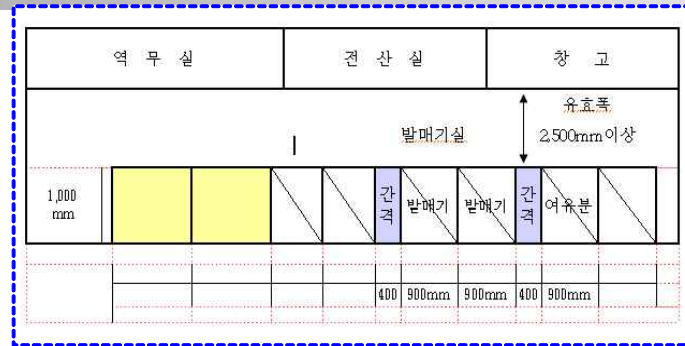 역 무 실 전 산 실 창 고
유효폭
발매기실 2,500mm이상
1,000
mm
간
격
발매기 발매기
간
격
여유분
400 900mm 900mm 400 900mm